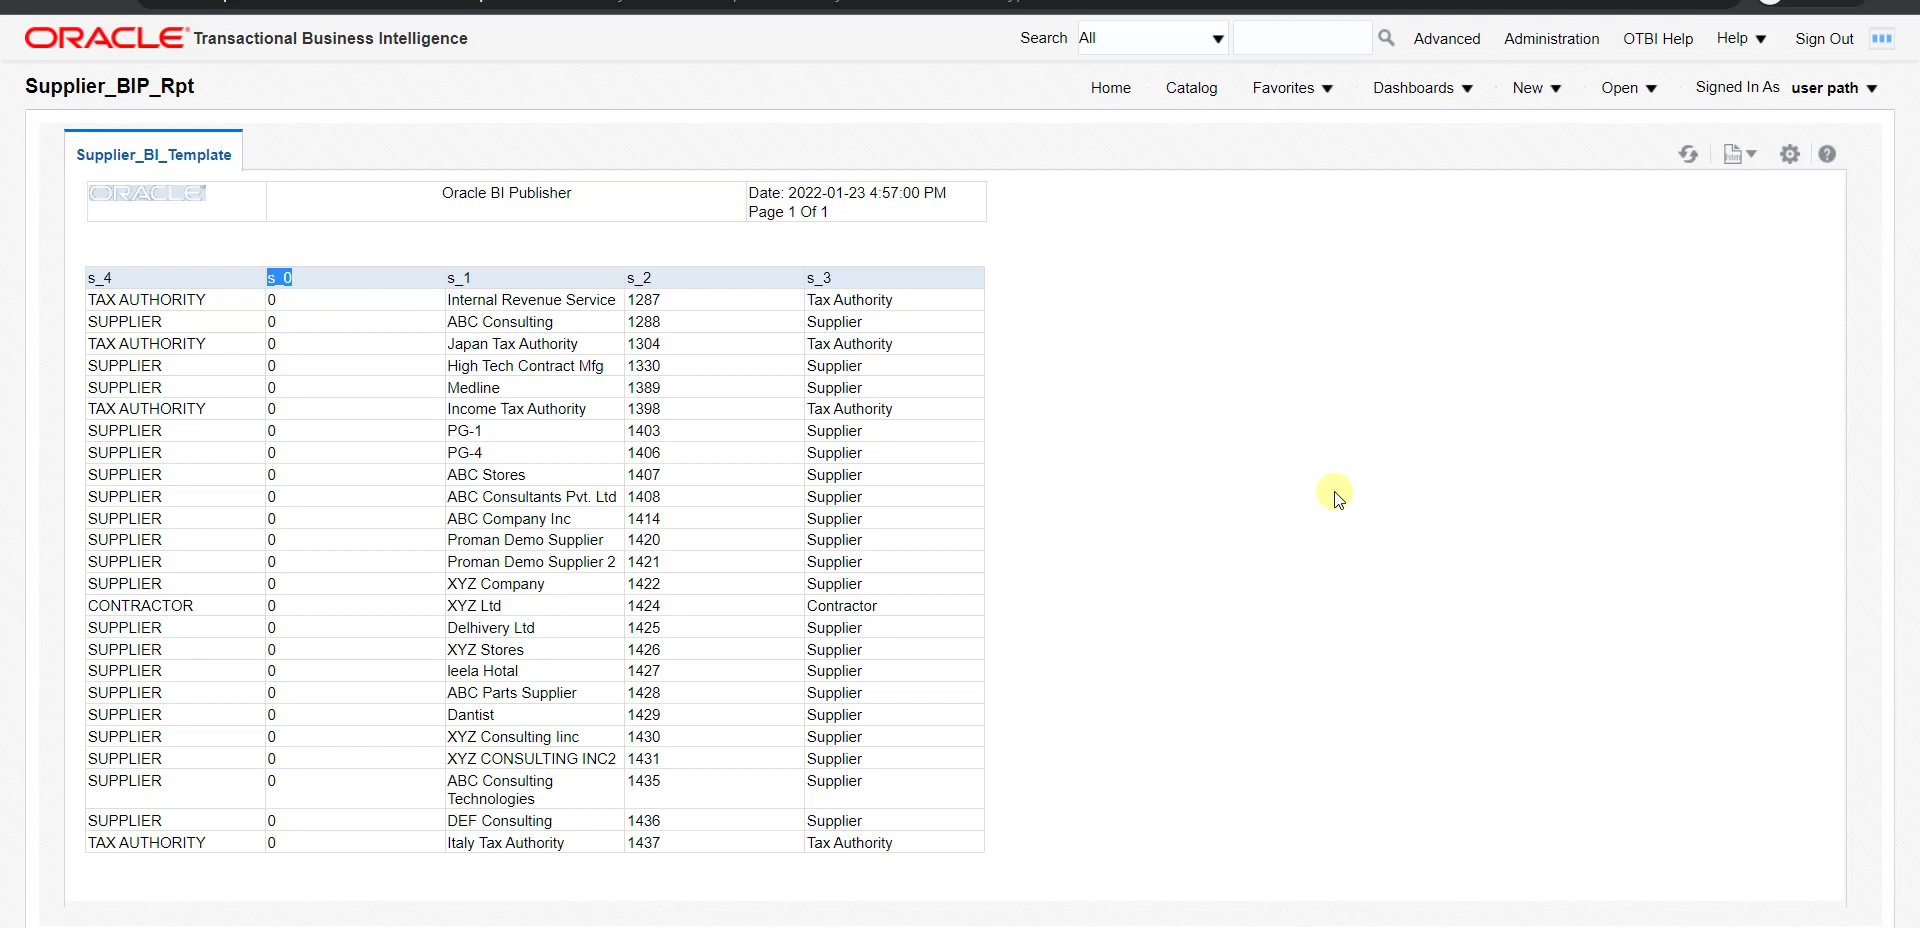 ORACLE Transactional Business Intelligence Search All Advanced Administration OTBI Help Help Sign Out
Supplier_BIP_Rpt Home Catalog Favorites Dashboards New Open Signed In As user path
Supplier_BI_Template
ORACLE Oracle BI Publisher Date: 2022-01-23 4:57:00 PM
Page 1 Of 1
s_4 s_0 s_1 s_2 s_3
TAX AUTHORITY 0 Internal Revenue Service 1287 Tax Authority
SUPPLIER 0 ABC Consulting 1288 Supplier
TAX AUTHORITY 0 Japan Tax Authority 1304 Tax Authority
SUPPLIER 0 High Tech Contract Mfg 1330 Supplier
SUPPLIER 0 Medline 1389 Supplier
TAX AUTHORITY 0 Income Tax Authority 1398 Tax Authority
SUPPLIER 0 PG-1 1403 Supplier
SUPPLIER 0 PG-4 1406 Supplier
SUPPLIER 0 ABC Stores 1407 Supplier
SUPPLIER 0 ABC Consultants Pvt. Ltd 1408 Supplier
SUPPLIER 0 ABC Company Inc 1414 Supplier
SUPPLIER 0 Proman Demo Supplier 1420 Supplier
SUPPLIER 0 Proman Demo Supplier 2 1421 Supplier
SUPPLIER 0 XYZ Company 1422 Supplier
CONTRACTOR 0 XYZ Ltd 1424 Contractor
SUPPLIER 0 Delhivery Ltd 1425 Supplier
SUPPLIER 0 XYZ Stores 1426 Supplier
SUPPLIER 0 leela Hotal 1427 Supplier
SUPPLIER 0 ABC Parts Supplier 1428 Supplier
SUPPLIER 0 Dantist 1429 Supplier
SUPPLIER 0 XYZ Consulting Iinc 1430 Supplier
SUPPLIER 0 XYZ CONSULTING INC2 1431 Supplier
SUPPLIER 0 ABC Consulting 1435 Supplier
Technologies
SUPPLIER 0 DEF Consulting 1436 Supplier
TAX AUTHORITY 0 Italy Tax Authority 1437 Tax Authority